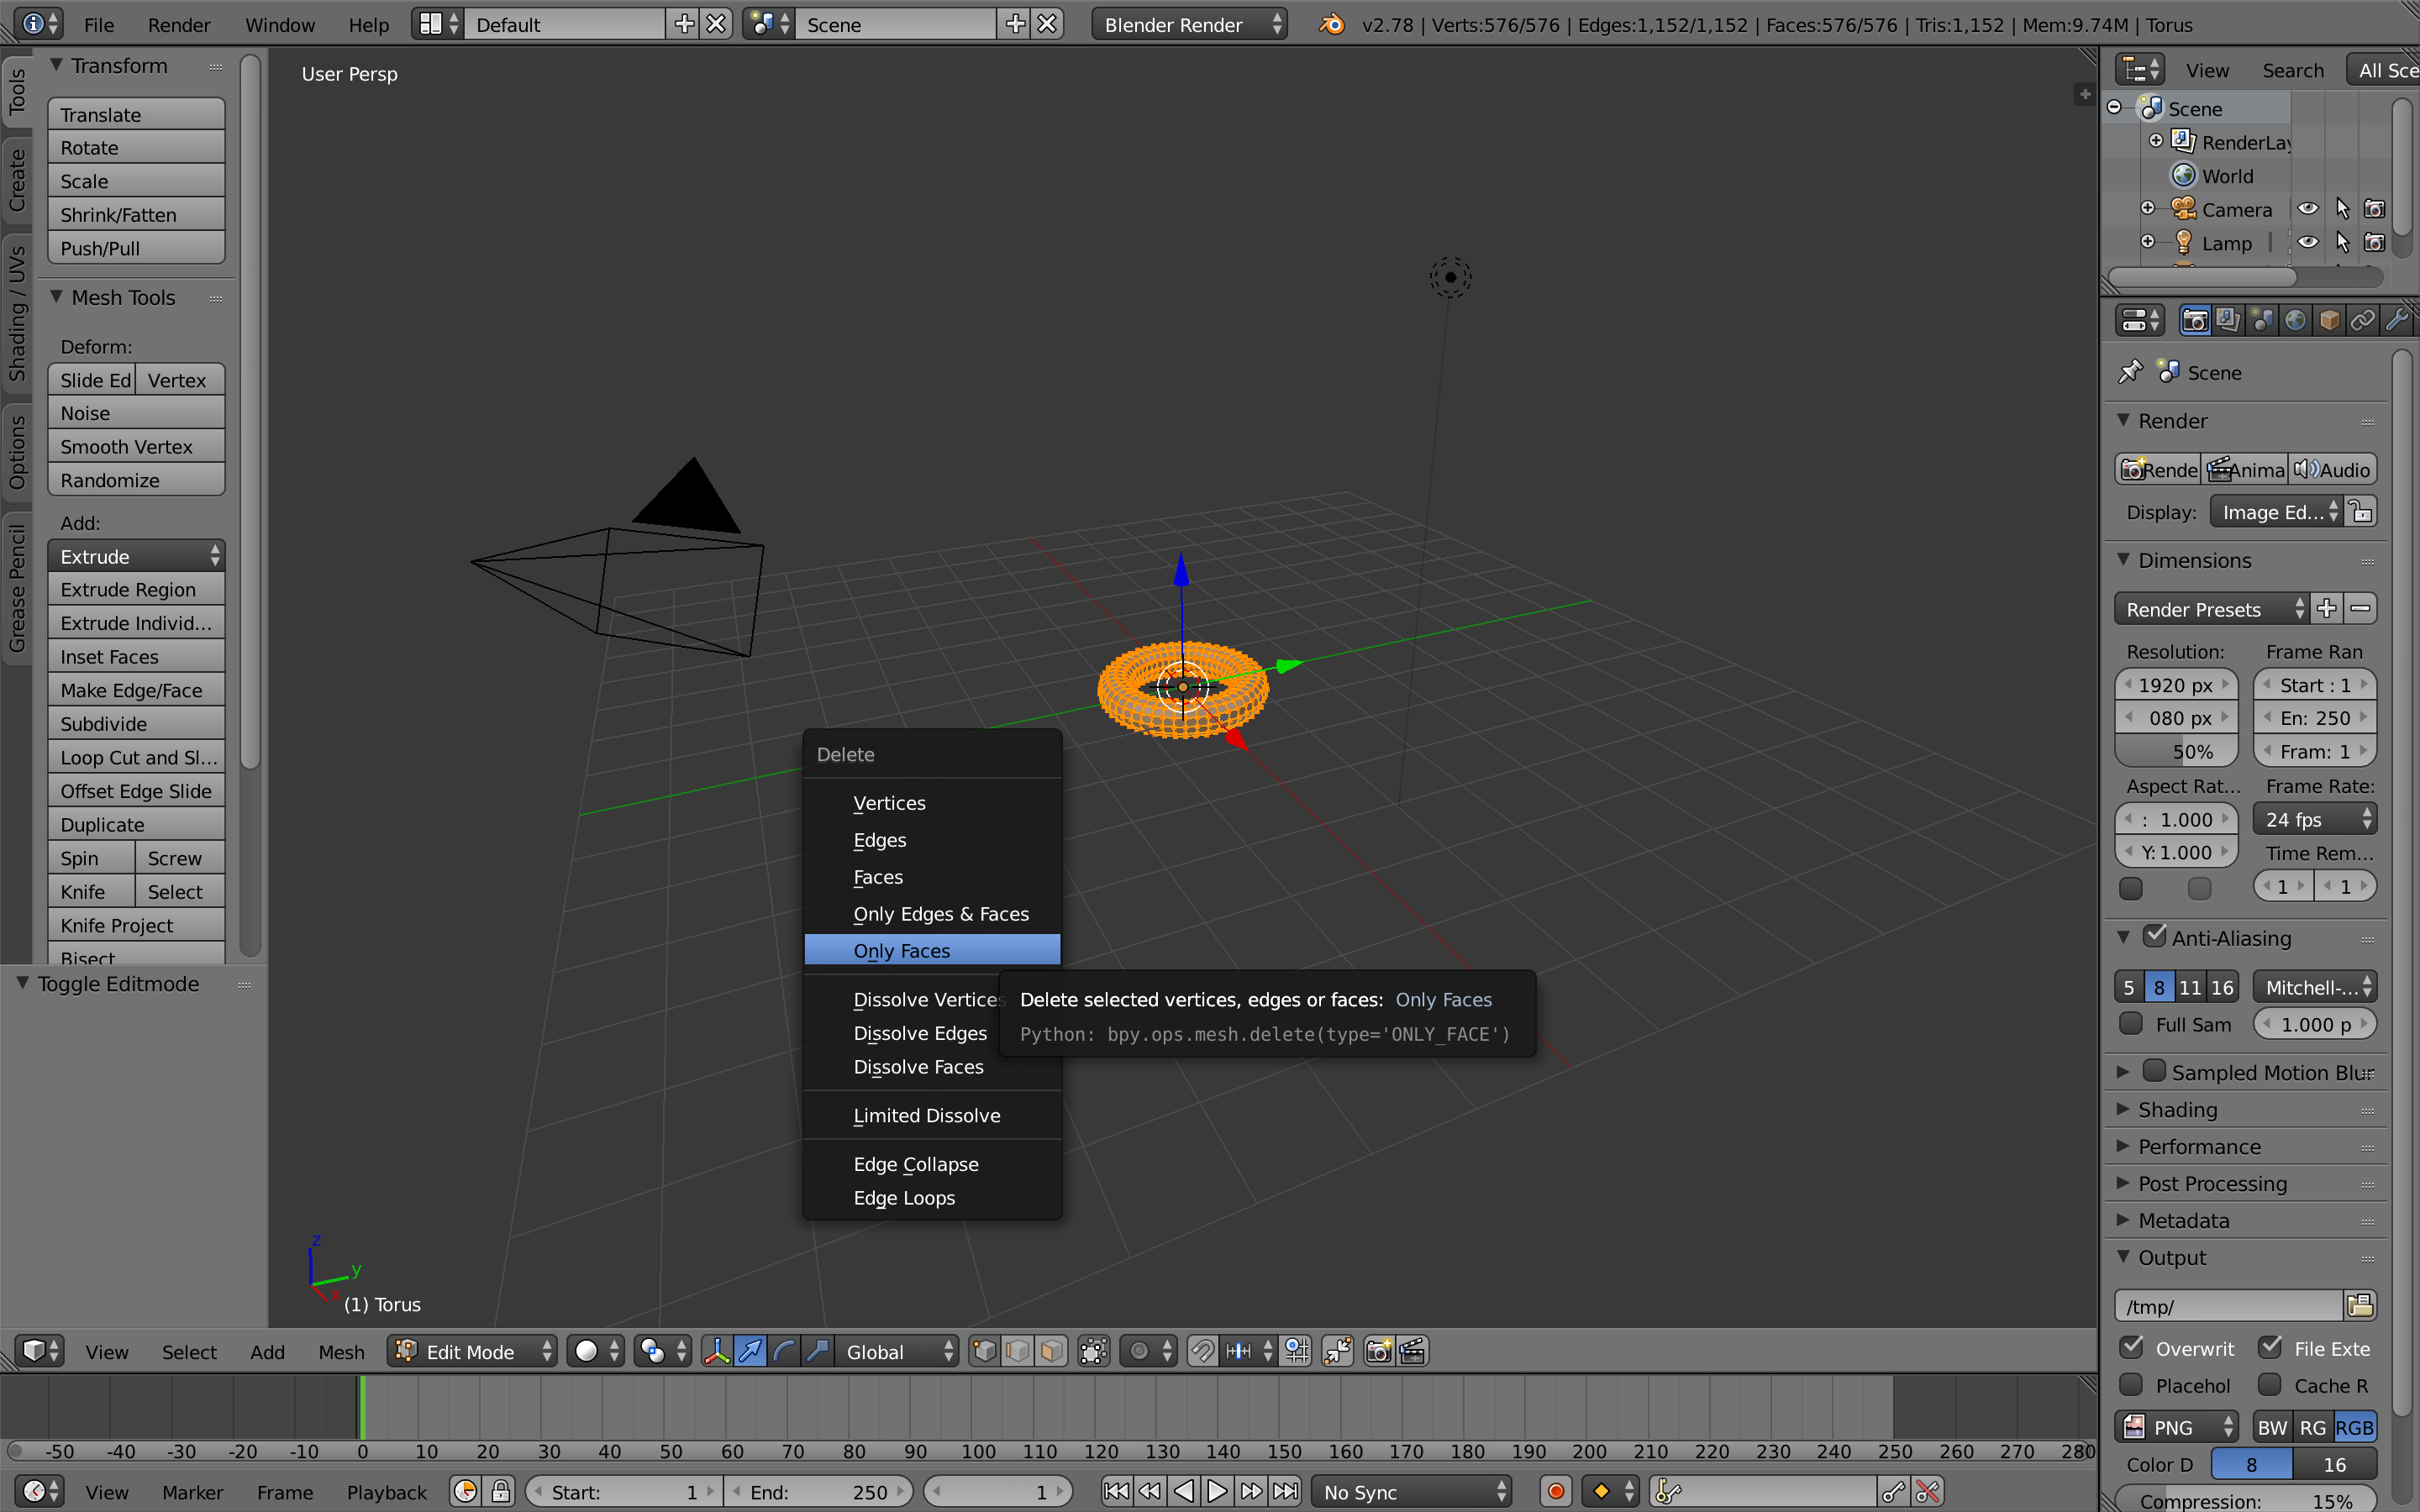 File Render Window Help Default Scene Blender Render v2.78 | Verts:576/576 | Edges:1,152/1,152 | Faces:576/576 | Tris:1,152 | Mem:9.74M | Torus
Tools
Create
Shading / UVs
Options
Grease Pencil
Transform
Translate
Rotate
Scale
Shrink/Fatten
Push/Pull
Mesh Tools
Deform:
Slide Ed Vertex
Noise
Smooth Vertex
Randomize
Add:
Extrude
Extrude Region
Extrude Individ...
Inset Faces
Make Edge/Face
Subdivide
Loop Cut and Sl...
Offset Edge Slide
Duplicate
Spin Screw
Knife Select
Knife Project
Bisect
Toggle Editmode
User Persp
Delete
Vertices
Edges
Faces
Only Edges & Faces
Only Faces
Dissolve Vertices
Dissolve Edges
Dissolve Faces
Limited Dissolve
Edge Collapse
Edge Loops
Delete selected vertices, edges or faces: Only Faces
Python: bpy.ops.mesh.delete(type='ONLY_FACE')
z
y
x
(1) Torus
View Select Add Mesh Edit Mode Global
-50 -40 -30 -20 -10 0 10 20 30 40 50 60 70 80 90 100 110 120 130 140 150 160 170 180 190 200 210 220 230 240 250 260 270 280
View Marker Frame Playback Start: 1 End: 250 1 No Sync
View Search All Sce
Scene
RenderLay
World
Camera
Lamp
Scene
Render
Rende Anima Audio
Display: Image Ed...
Dimensions
Render Presets
Resolution: Frame Ran
1920 px Start : 1
080 px En: 250
50% Fram: 1
Aspect Rat... Frame Rate:
: 1.000 24 fps
Y: 1.000 Time Rem...
1 1
Anti-Aliasing
5 8 11 16 Mitchell-...
Full Sam 1.000 p
Sampled Motion Blur
Shading
Performance
Post Processing
Metadata
Output
/tmp/
Overwrit File Exte
Placehol Cache R
PNG BW RG RGB
Color D 8 16
Compression: 15%